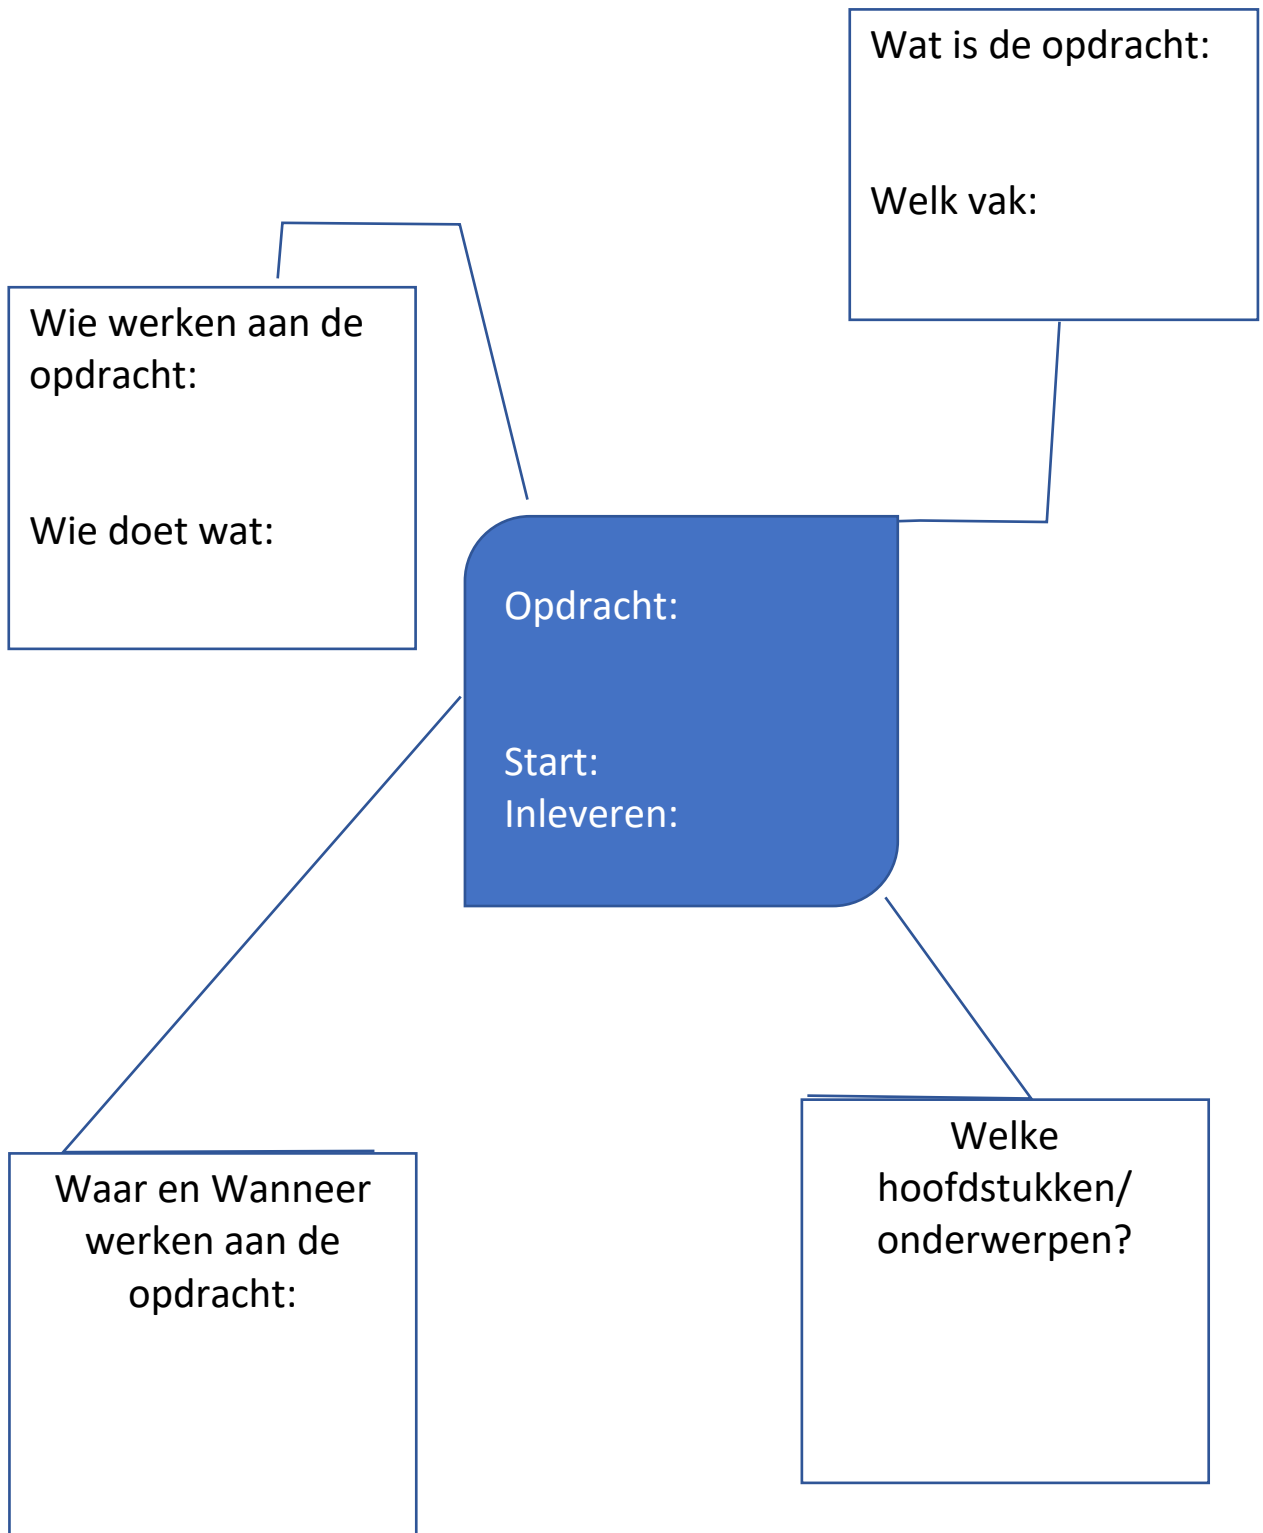 Wat is de opdracht:
Welk vak:
Wie werken aan de
opdracht:
Wie doet wat:
Opdracht:
Start:
Inleveren:
Waar en Wanneer
werken aan de
opdracht:
Welke
hoofdstukken/
onderwerpen?